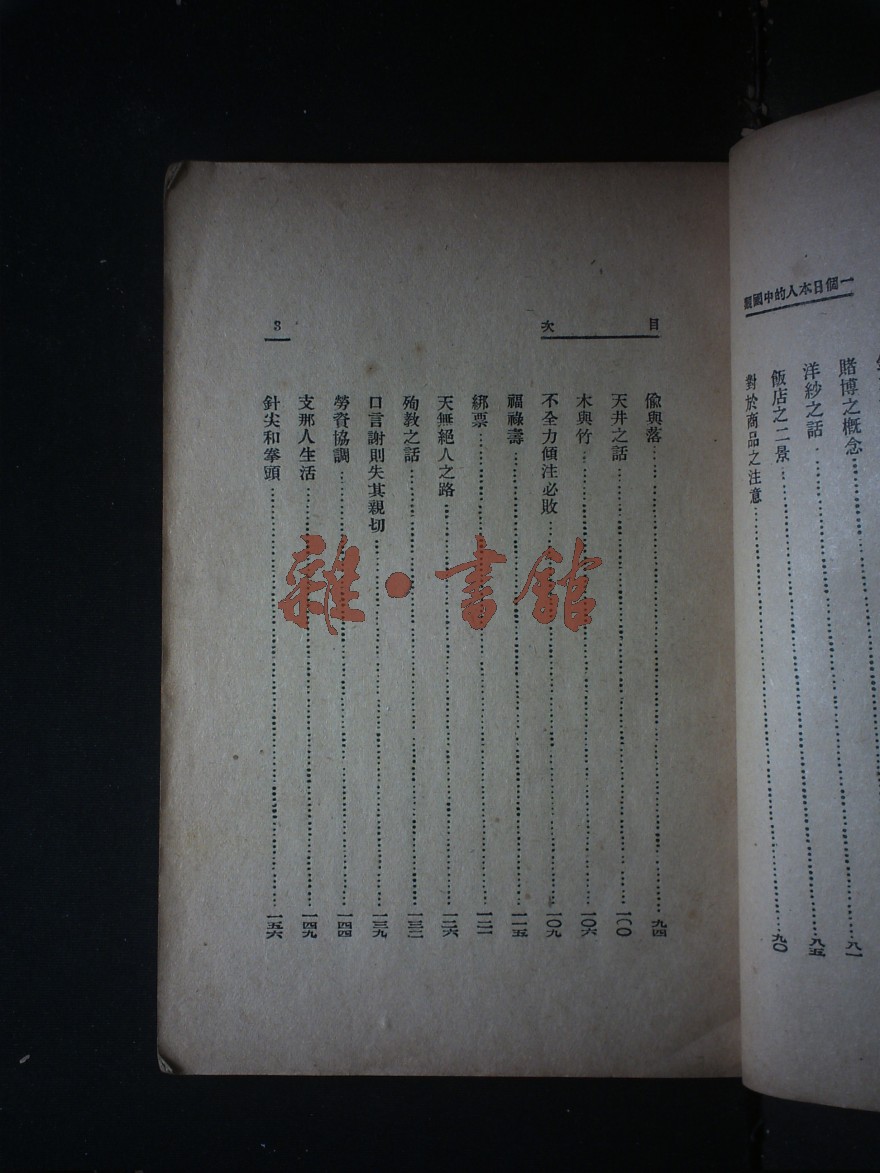 一個日本人的中國觀
賭博之概念……八一
洋紗之話……八五
飯店之二景……九〇
對於商品之注意
目次
偸與落……九四
天井之話……一〇〇
木與竹……一〇六
不全力傾注必敗……一〇九
福祿壽……一一五
綁票……一二一
天無絕人之路……一二六
殉教之話……一三二
口言謝則失其親切……一三九
勞資協調……一四四
支那人生活……一四九
針尖和拳頭……一五六
3
雜·書館